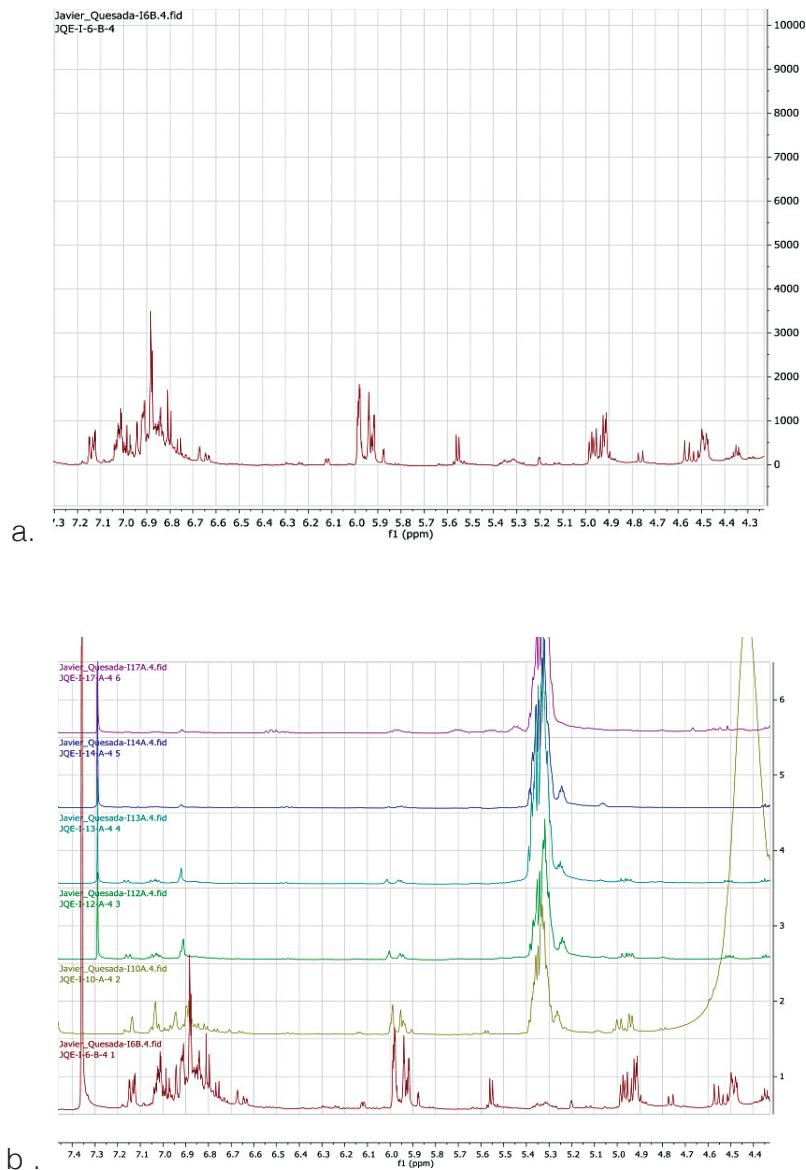 Javier_Quesada-I6B.4.fid
JQE-I-6-B-4
10000
9000
8000
7000
6000
5000
4000
3000
2000
1000
0
7.3 7.2 7.1 7.0 6.9 6.8 6.7 6.6 6.5 6.4 6.3 6.2 6.1 6.0 5.9 5.8 5.7 5.6 5.5 5.4 5.3 5.2 5.1 5.0 4.9 4.8 4.7 4.6 4.5 4.4 4.3
f1 (ppm)
a.
Javier_Quesada-I17A.4.fid
JQE-I-17-A-4 6
6
Javier_Quesada-I14A.4.fid
JQE-I-14-A-4 5
5
Javier_Quesada-I13A.4.fid
JQE-I-13-A-4 4
4
Javier_Quesada-I12A.4.fid
JQE-I-12-A-4 3
3
Javier_Quesada-I10A.4.fid
JQE-I-10-A-4 2
2
Javier_Quesada-I6B.4.fid
JQE-I-6-B-4 1
1
7.4 7.3 7.2 7.1 7.0 6.9 6.8 6.7 6.6 6.5 6.4 6.3 6.2 6.1 6.0 5.9 5.8 5.7 5.6 5.5 5.4 5.3 5.2 5.1 5.0 4.9 4.8 4.7 4.6 4.5 4.4
f1 (ppm)
b .